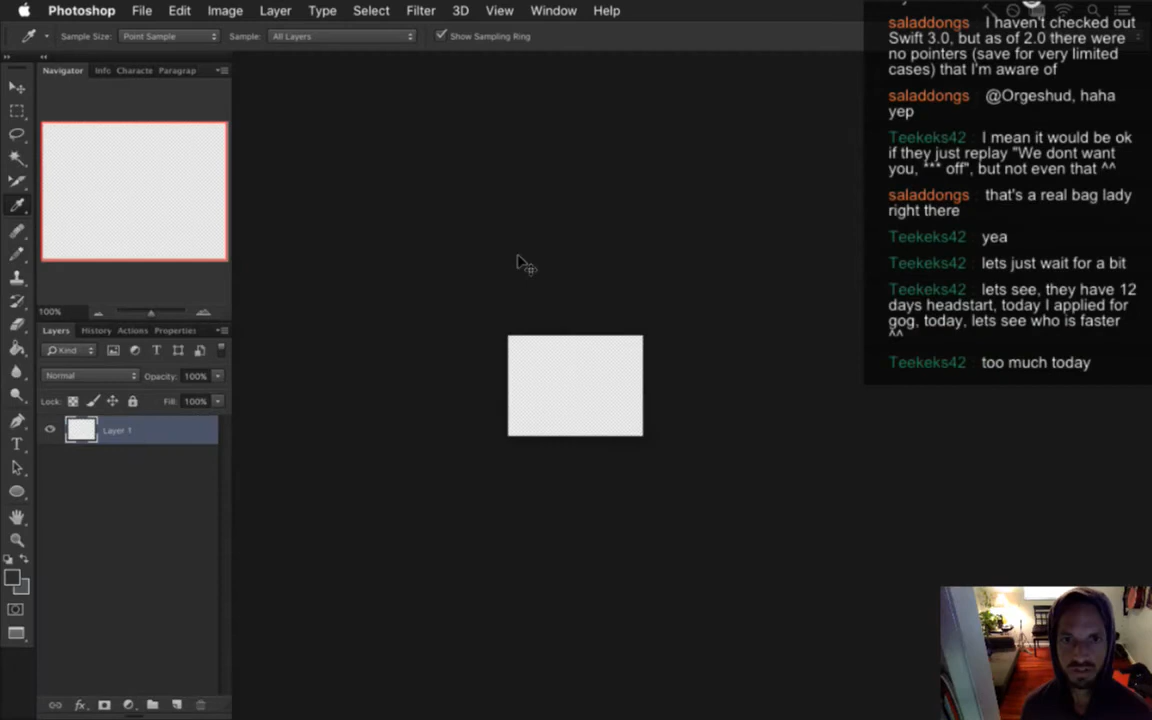 Photoshop File Edit Image Layer Type Select Filter 3D View Window Help
Sample Size: Point Sample Sample: All Layers Show Sampling Ring
Navigator Info Characte Paragrap
100%
Layers History Actions Properties
Kind
Normal Opacity: 100%
Lock: Fill: 100%
Layer 1
saladdongs I haven't checked out
Swift 3.0, but as of 2.0 there were
no pointers (save for very limited
cases) that I'm aware of
saladdongs @Orgeshud, haha
yep
Teekeks42 I mean it would be ok
if they just replay "We dont want
you, *** off", but not even that ^^
saladdongs that's a real bag lady
right there
Teekeks42 yea
Teekeks42 lets just wait for a bit
Teekeks42 lets see, they have 12
days headstart, today I applied for
gog, today, lets see who is faster
^^
Teekeks42 too much today